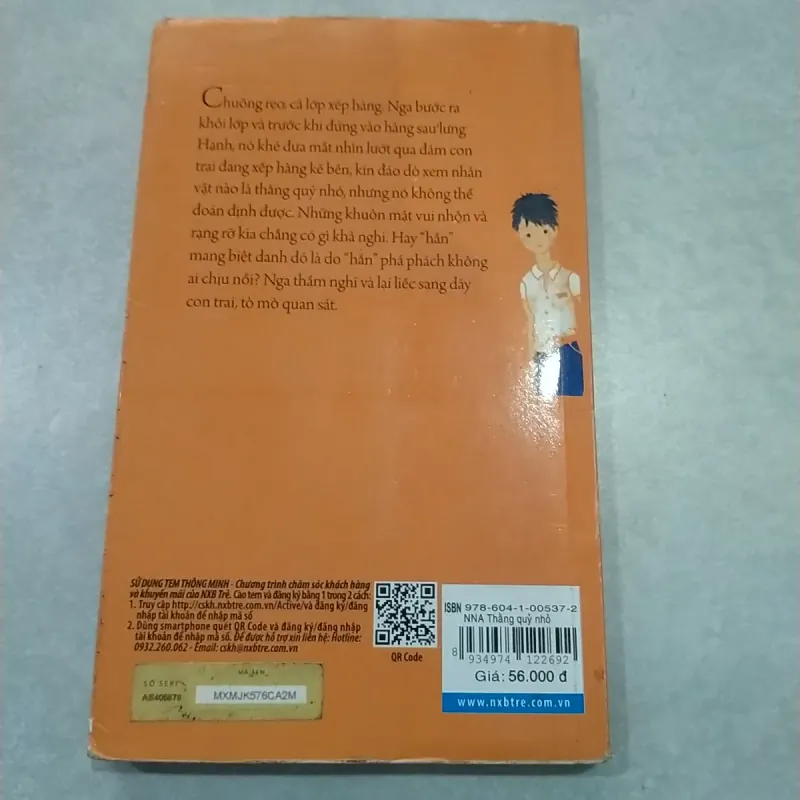 Chuông reo, cả lớp xếp hàng. Nga bước ra
khỏi lớp và trước khi đứng vào hàng sau lưng
Hạnh, nó khẽ đưa mắt nhìn lướt qua đám con
trai đang xếp hàng kế bên, kín đáo dò xem nhân
vật nào là thằng quỷ nhỏ, nhưng nó không thể
đoán định được. Những khuôn mặt vui nhộn và
rạng rỡ kia chẳng có gì khả nghi. Hay "hắn"
mang biệt danh đó là do "hắn" phá phách không
ai chịu nổi? Nga thầm nghĩ và lại liếc sang dãy
con trai, tò mò quan sát.
SỬ DỤNG TEM THÔNG MINH - Chương trình chăm sóc khách hàng
và khuyến mãi của NXB Trẻ. Cào tem và đăng ký bằng 1 trong 2 cách:
1. Truy cập http://cskh.nxbtre.com.vn/Active/và đăng ký/đăng
nhập tài khoản để nhập mã số
2. Dùng smartphone quét QR Code và đăng ký/đăng nhập
tài khoản để nhập mã số. Để được hỗ trợ xin liên hệ: Hotline:
0932.260.062 - Email: cskh@nxbtre.com.vn
QR Code
SỐ SERI
AB406878
MÃ TEM
MXMJK576CA2M
ISBN 978-604-1-00537-2
NNA Thằng quỷ nhỏ
8 934974 122692
Giá: 56.000 đ
www.nxbtre.com.vn